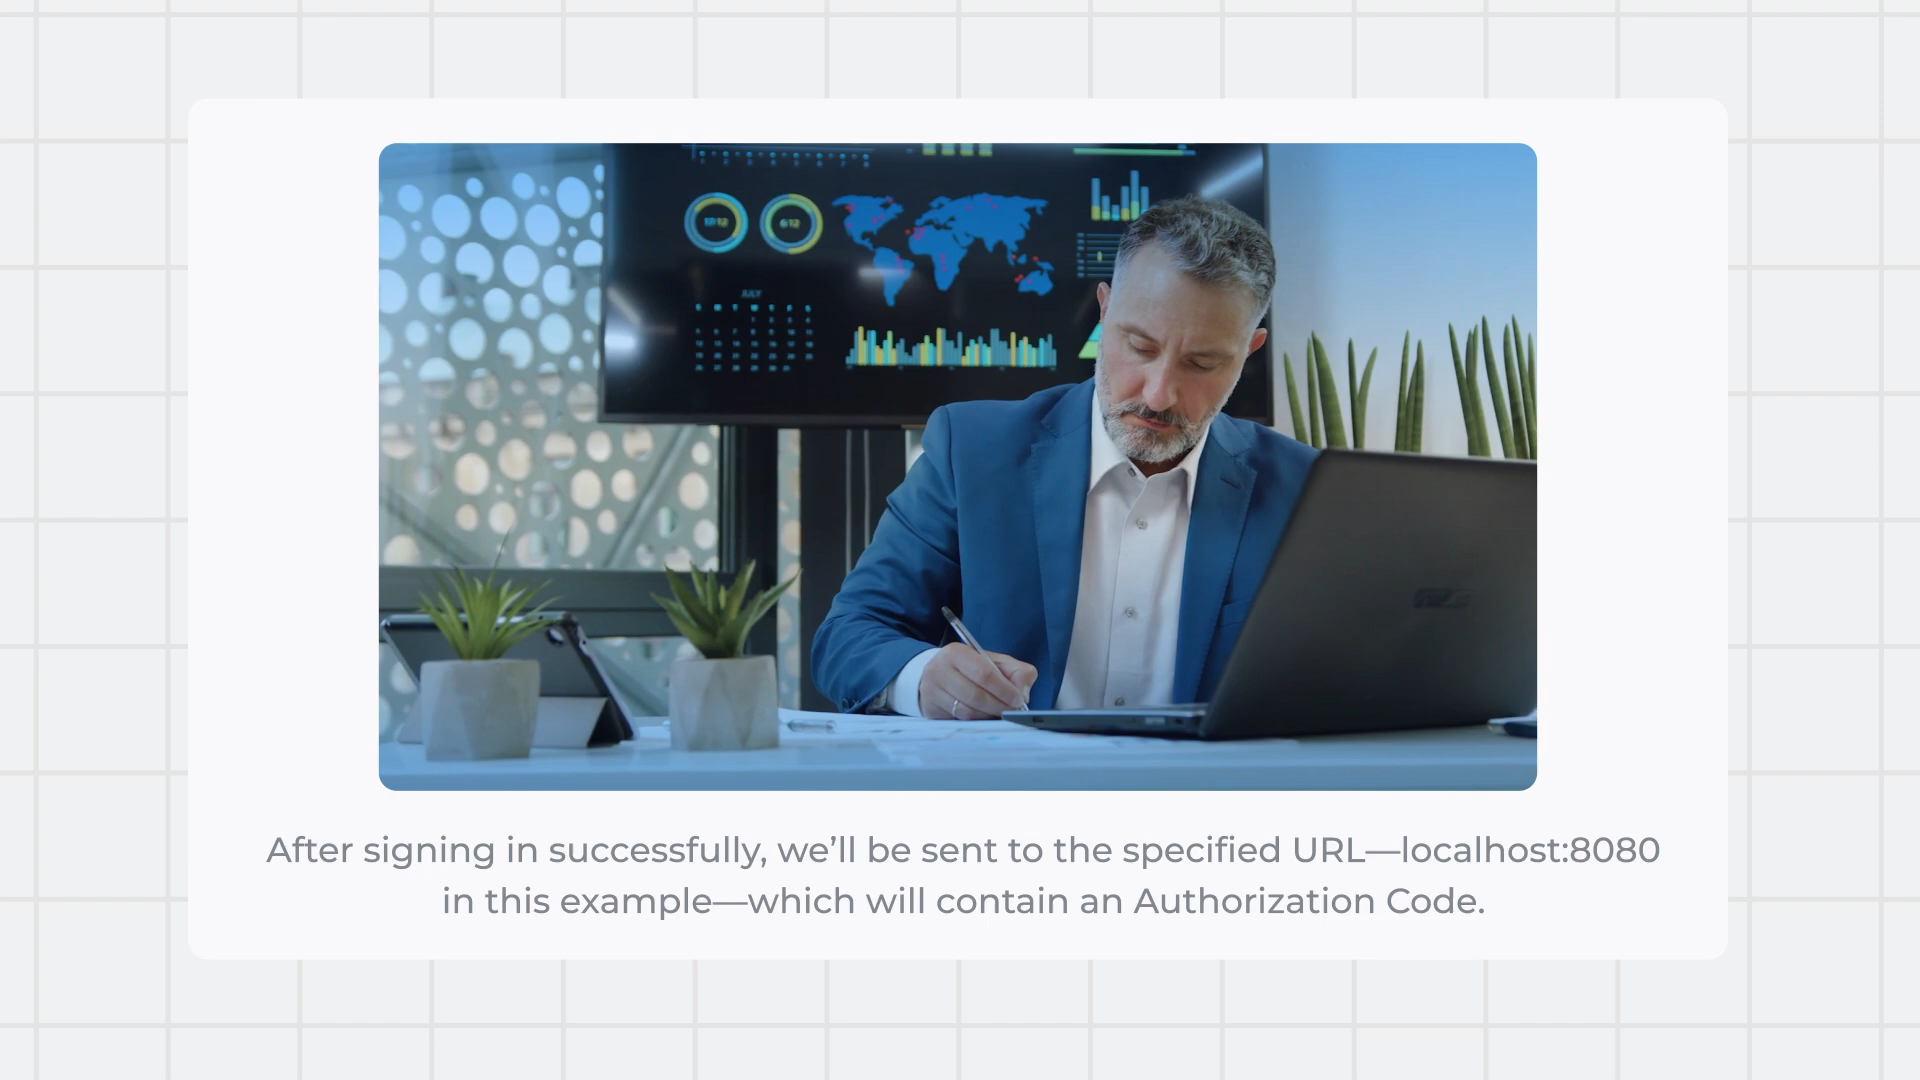 JULY
After signing in successfully, we’ll be sent to the specified URL—localhost:8080
in this example—which will contain an Authorization Code.